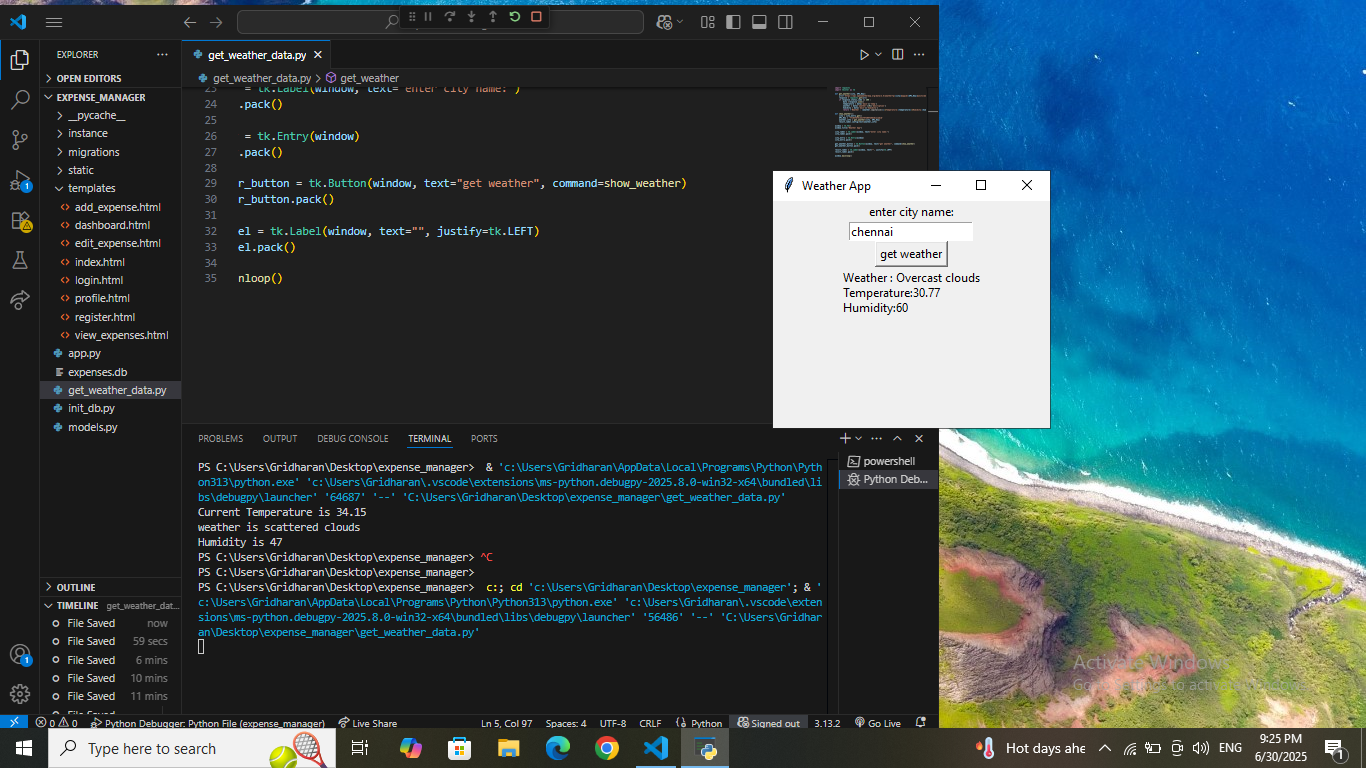 get_weather_data.py
EXPLORER
OPEN EDITORS
EXPENSE_MANAGER
__pycache__
instance
migrations
static
templates
add_expense.html
dashboard.html
edit_expense.html
index.html
login.html
profile.html
register.html
view_expenses.html
app.py
expenses.db
get_weather_data.py
init_db.py
models.py
OUTLINE
TIMELINE get_weather_dat...
File Saved now
File Saved 59 secs
File Saved 6 mins
File Saved 10 mins
File Saved 11 mins
get_weather_data.py > get_weather
23 = tk.Label(window, text="enter city name:")
24 .pack()
25
26 = tk.Entry(window)
27 .pack()
28
29 r_button = tk.Button(window, text="get weather", command=show_weather)
30 r_button.pack()
31
32 el = tk.Label(window, text="", justify=tk.LEFT)
33 el.pack()
34
35 nloop()
Weather App
enter city name:
chennai
get weather
Weather : Overcast clouds
Temperature:30.77
Humidity:60
PROBLEMS OUTPUT DEBUG CONSOLE TERMINAL PORTS
powershell
Python Deb...
PS C:\Users\Gridharan\Desktop\expense_manager>  & 'c:\Users\Gridharan\AppData\Local\Programs\Python\Pyth
on313\python.exe' 'c:\Users\Gridharan\.vscode\extensions\ms-python.debugpy-2025.8.0-win32-x64\bundled\li
bs\debugpy\launcher' '64687' '--' 'C:\Users\Gridharan\Desktop\expense_manager\get_weather_data.py'
Current Temperature is 34.15
weather is scattered clouds
Humidity is 47
PS C:\Users\Gridharan\Desktop\expense_manager> ^C
PS C:\Users\Gridharan\Desktop\expense_manager>
PS C:\Users\Gridharan\Desktop\expense_manager>  c:; cd 'c:\Users\Gridharan\Desktop\expense_manager'; & '
c:\Users\Gridharan\AppData\Local\Programs\Python\Python313\python.exe' 'c:\Users\Gridharan\.vscode\exten
sions\ms-python.debugpy-2025.8.0-win32-x64\bundled\libs\debugpy\launcher' '56486' '--' 'C:\Users\Gridhar
an\Desktop\expense_manager\get_weather_data.py'
Activate Windows
0 0 Python Debugger: Python File (expense_manager) Live Share Ln 5, Col 97 Spaces: 4 UTF-8 CRLF Python Signed out 3.13.2 Go Live
Type here to search
Hot days ahe
ENG
9:25 PM
6/30/2025
1